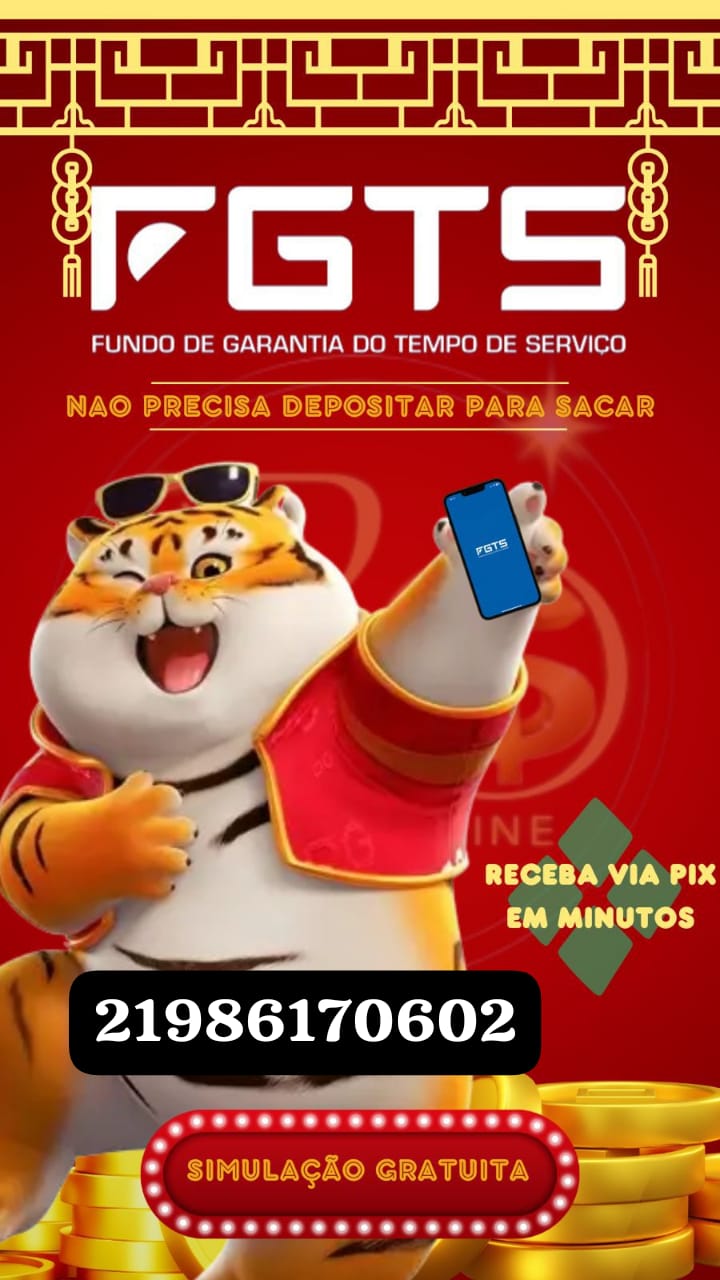 FGTS
FUNDO DE GARANTIA DO TEMPO DE SERVIÇO
NAO PRECISA DEPOSITAR PARA SACAR
FGTS
INE
RECEBA VIA PIX
EM MINUTOS
21986170602
SIMULAÇÃO GRATUITA